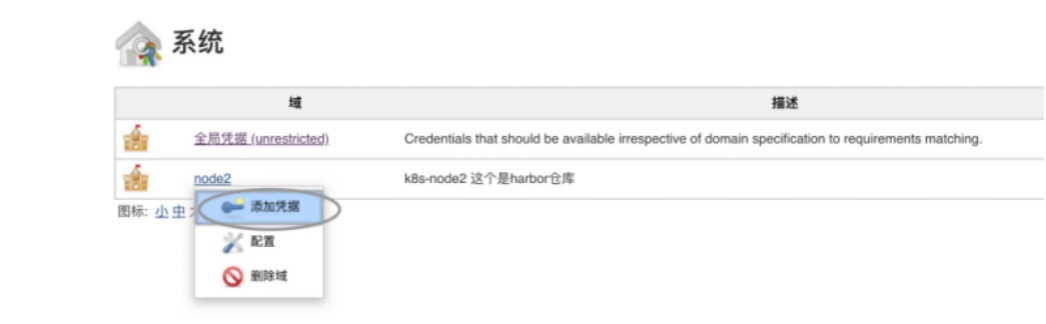 系统
域 描述
全局凭据 (unrestricted) Credentials that should be available irrespective of domain specification to requirements matching.
node2 k8s-node2 这个是harbor仓库
图标: 小 中
添加凭据
配置
删除域